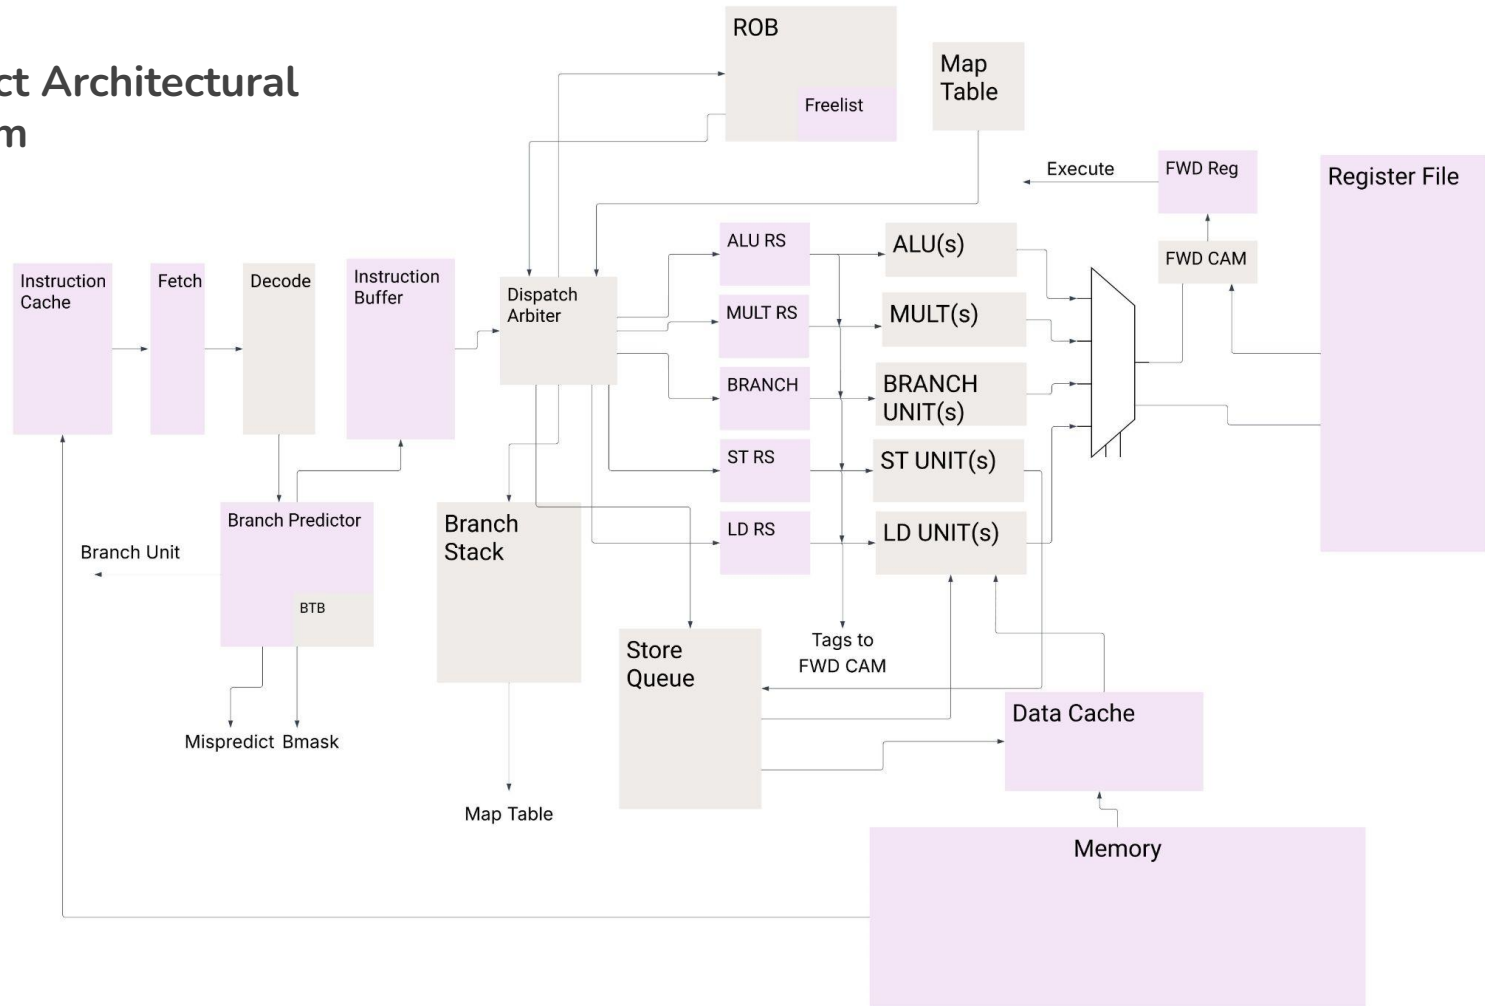 ct Architectural
m
ROB
Freelist
Map
Table
Execute
FWD Reg
Register File
FWD CAM
ALU RS
ALU(s)
Instruction
Cache
Fetch
Decode
Instruction
Buffer
Dispatch
Arbiter
MULT RS
MULT(s)
BRANCH
BRANCH
UNIT(s)
ST RS
ST UNIT(s)
Branch Predictor
Branch
Stack
LD RS
LD UNIT(s)
Branch Unit
BTB
Store
Queue
Tags to
FWD CAM
Data Cache
Mispredict
Bmask
Map Table
Memory